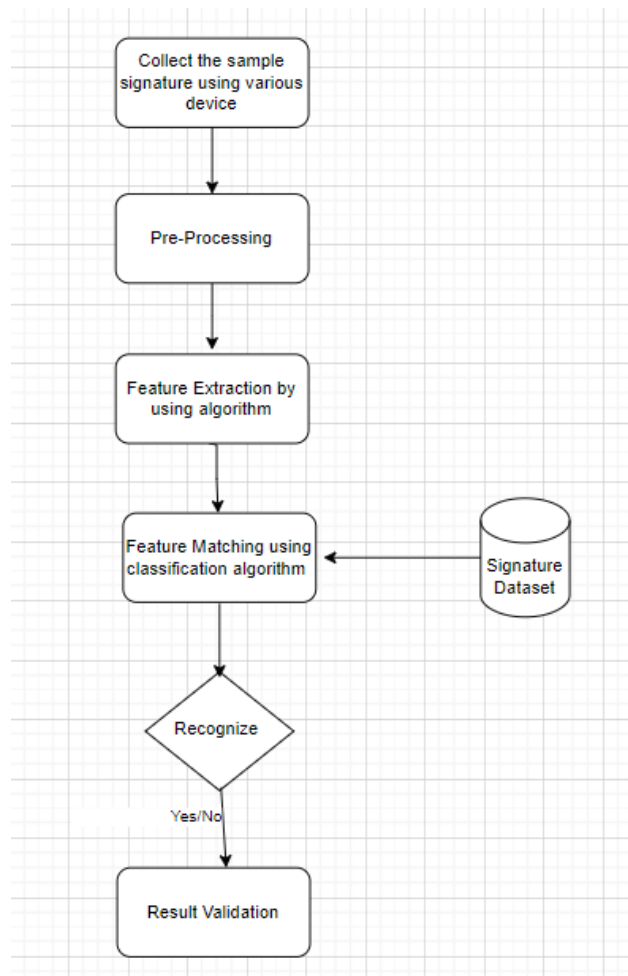 Collect the sample
signature using various
device
Pre-Processing
Feature Extraction by
using algorithm
Feature Matching using
classification algorithm
Signature
Dataset
Recognize
Yes/No
Result Validation